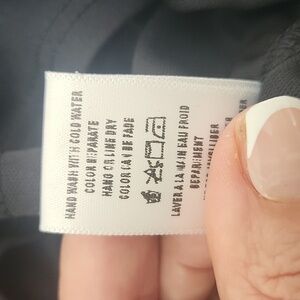 HAND WASH WITH COLD WATER
COLOR SEPARATE
HANG OR LINE DRY
COLOR CAN BE FADE
LAVER A LA MAIN EAU FROID